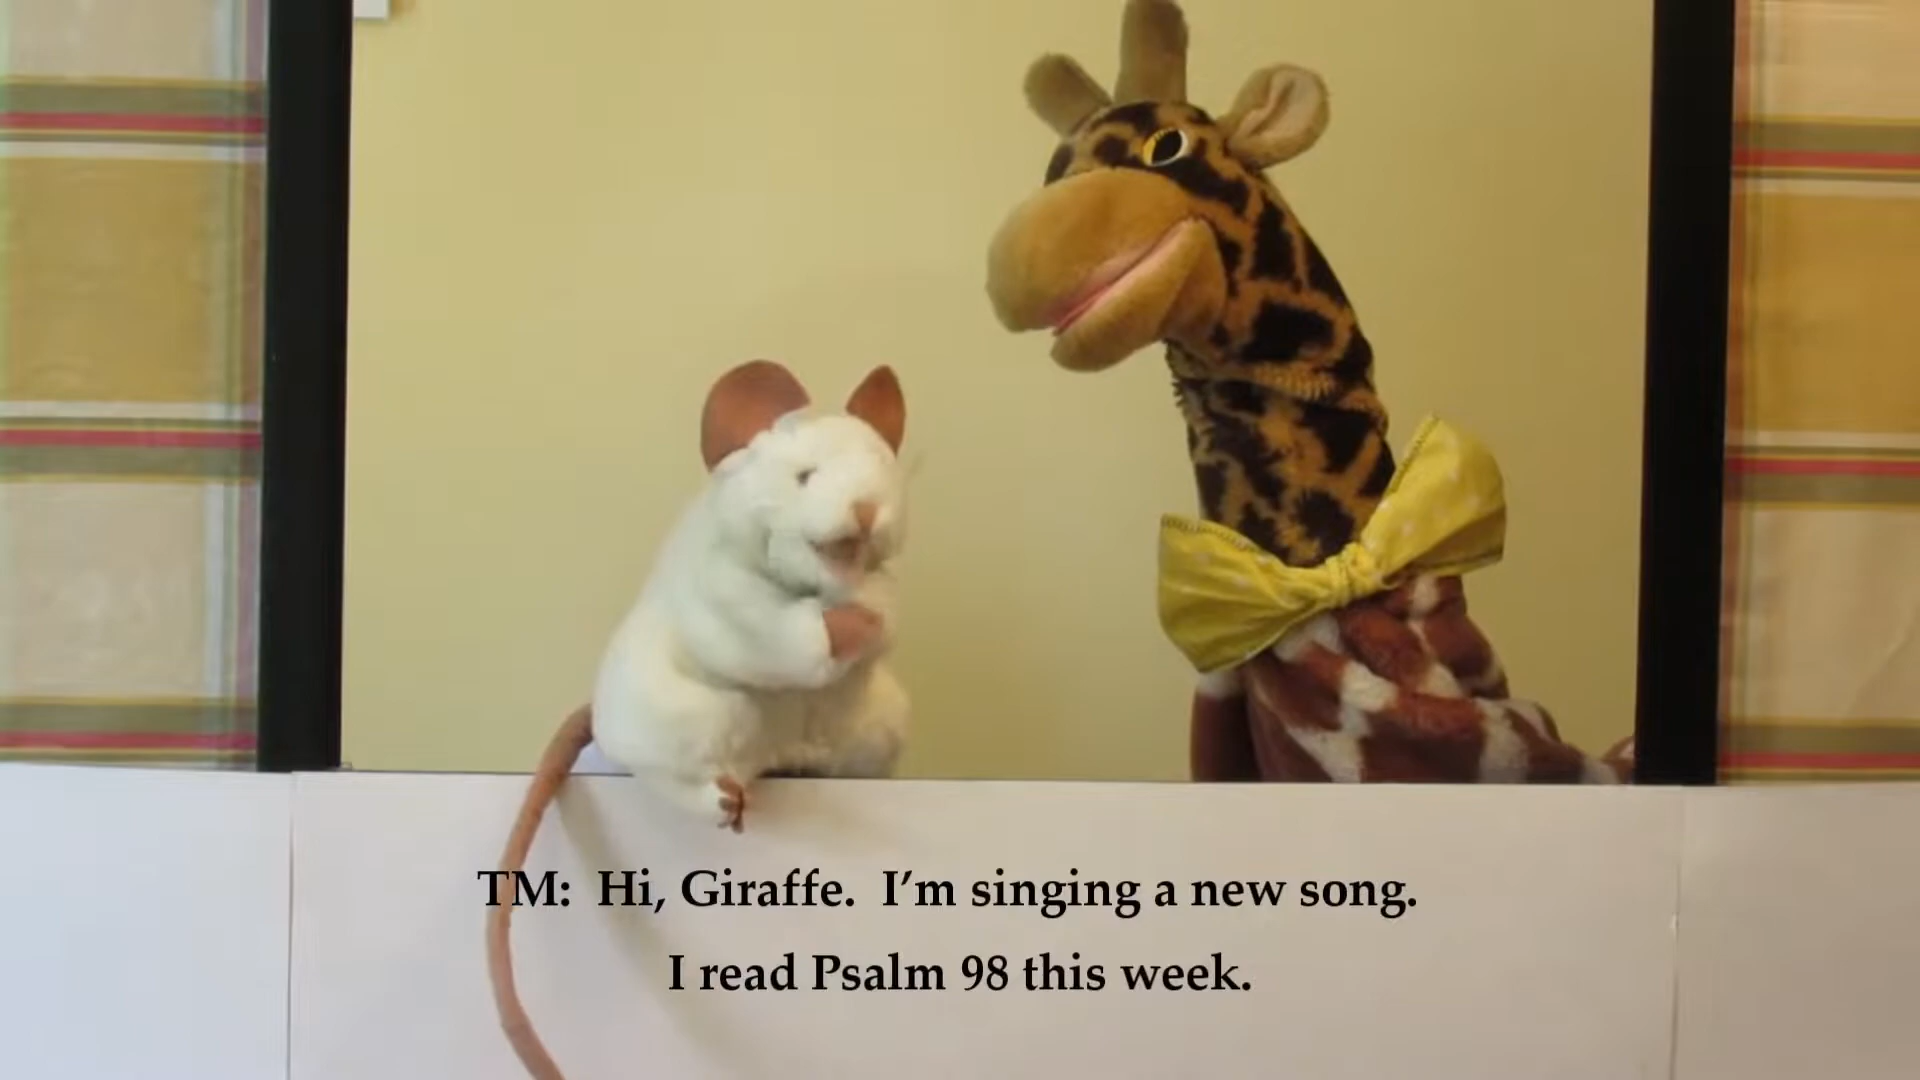 TM: Hi, Giraffe. I’m singing a new song.
I read Psalm 98 this week.